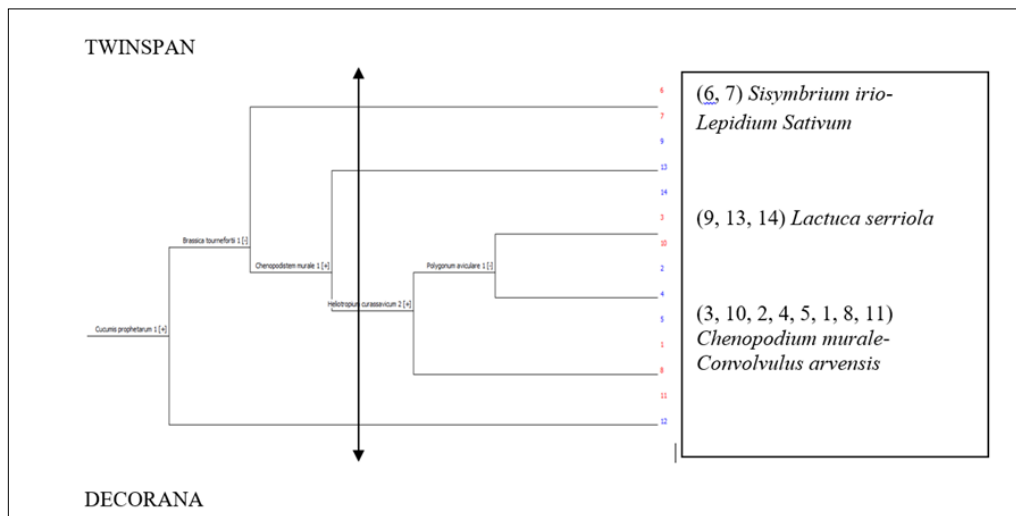 TWINSPAN
6
7
9
13
14
3
10
2
4
5
1
8
11
12
Brassica tournefortii 1 [-]
Chenopodistem murale 1 [+]
Polygonum aviculare 1 [-]
Heliotropium curassavicum 2 [+]
Cucumis prophetarum 1 [+]
(6, 7) Sisymbrium irio-
Lepidium Sativum
(9, 13, 14) Lactuca serriola
(3, 10, 2, 4, 5, 1, 8, 11)
Chenopodium murale-
Convolvulus arvensis
DECORANA